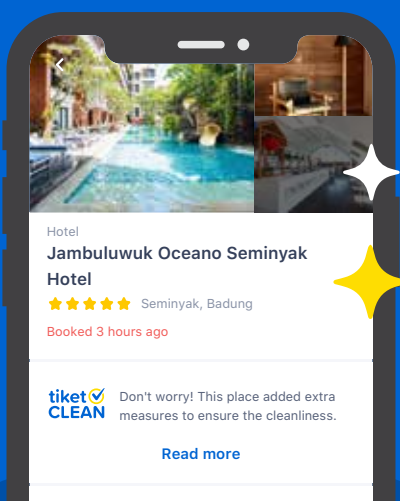 Hotel
Jambuluwuk Oceano Seminyak
Hotel
Seminyak, Badung
Booked 3 hours ago
tiket
CLEAN
Don't worry! This place added extra
measures to ensure the cleanliness.
Read more